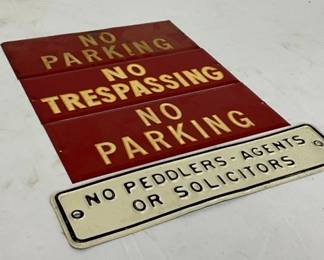 NO
PARKING
NO
TRESPASSING
NO
PARKING
NO PEDDLERS-AGENTS
OR SOLICITORS